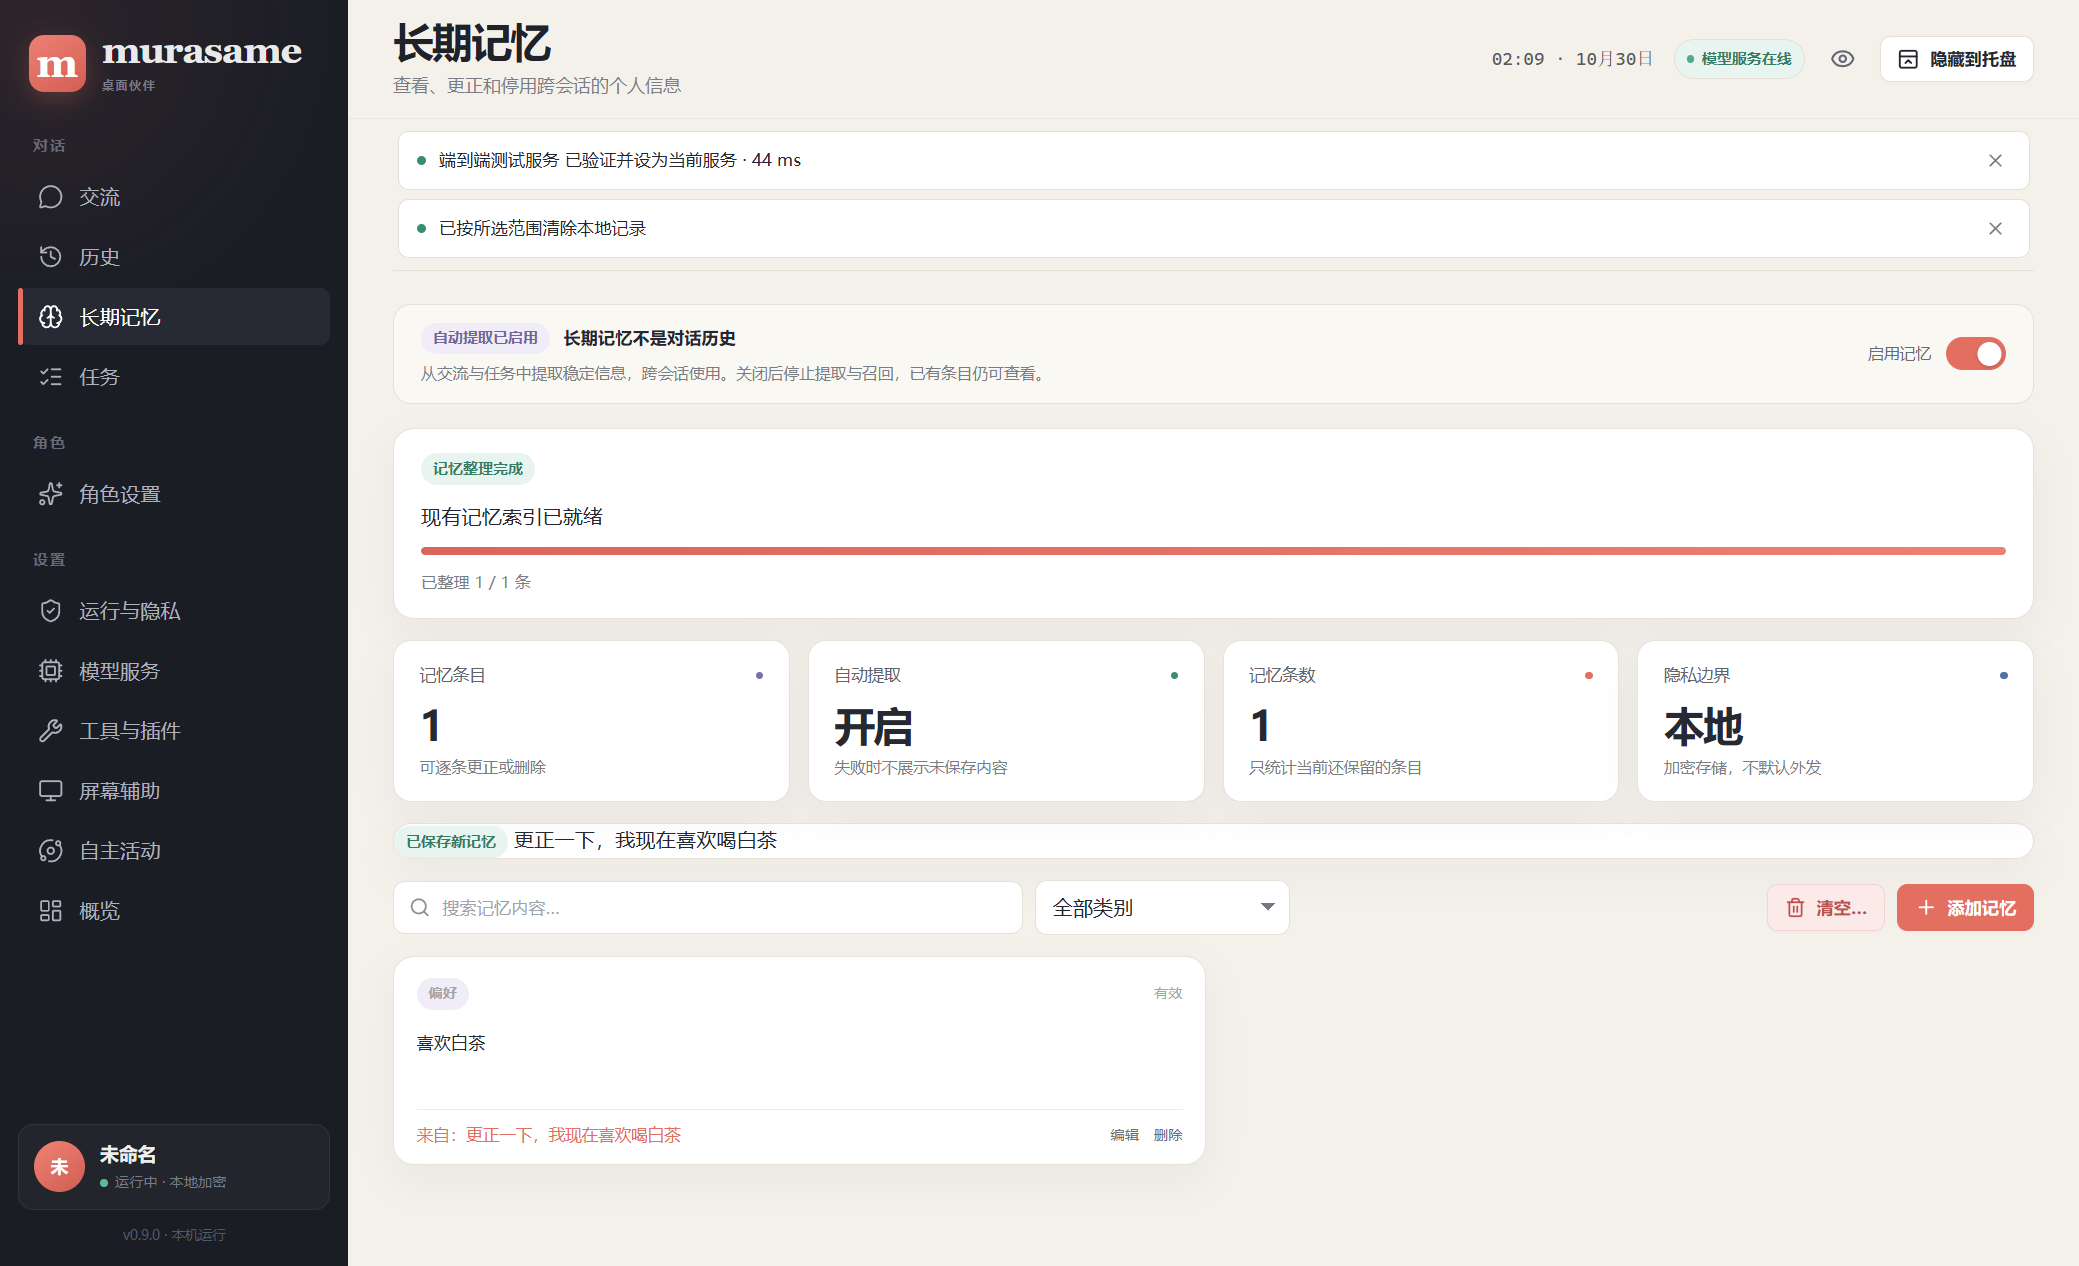 m murasame
桌面伙伴
对话
交流
历史
长期记忆
任务
角色
角色设置
设置
运行与隐私
模型服务
工具与插件
屏幕辅助
自主活动
概览
未 未命名
运行中 · 本地加密
v0.9.0 · 本机运行
长期记忆
查看、更正和停用跨会话的个人信息
02:09 · 10月30日 模型服务在线 隐藏到托盘
端到端测试服务 已验证并设为当前服务 · 44 ms
已按所选范围清除本地记录
自动提取已启用 长期记忆不是对话历史
从交流与任务中提取稳定信息，跨会话使用。关闭后停止提取与召回，已有条目仍可查看。
启用记忆
记忆整理完成
现有记忆索引已就绪
已整理 1 / 1 条
记忆条目
1
可逐条更正或删除
自动提取
开启
失败时不展示未保存内容
记忆条数
1
只统计当前还保留的条目
隐私边界
本地
加密存储，不默认外发
已保存新记忆 更正一下，我现在喜欢喝白茶
搜索记忆内容... 全部类别 清空... 添加记忆
偏好 有效
喜欢白茶
来自：更正一下，我现在喜欢喝白茶 编辑 删除